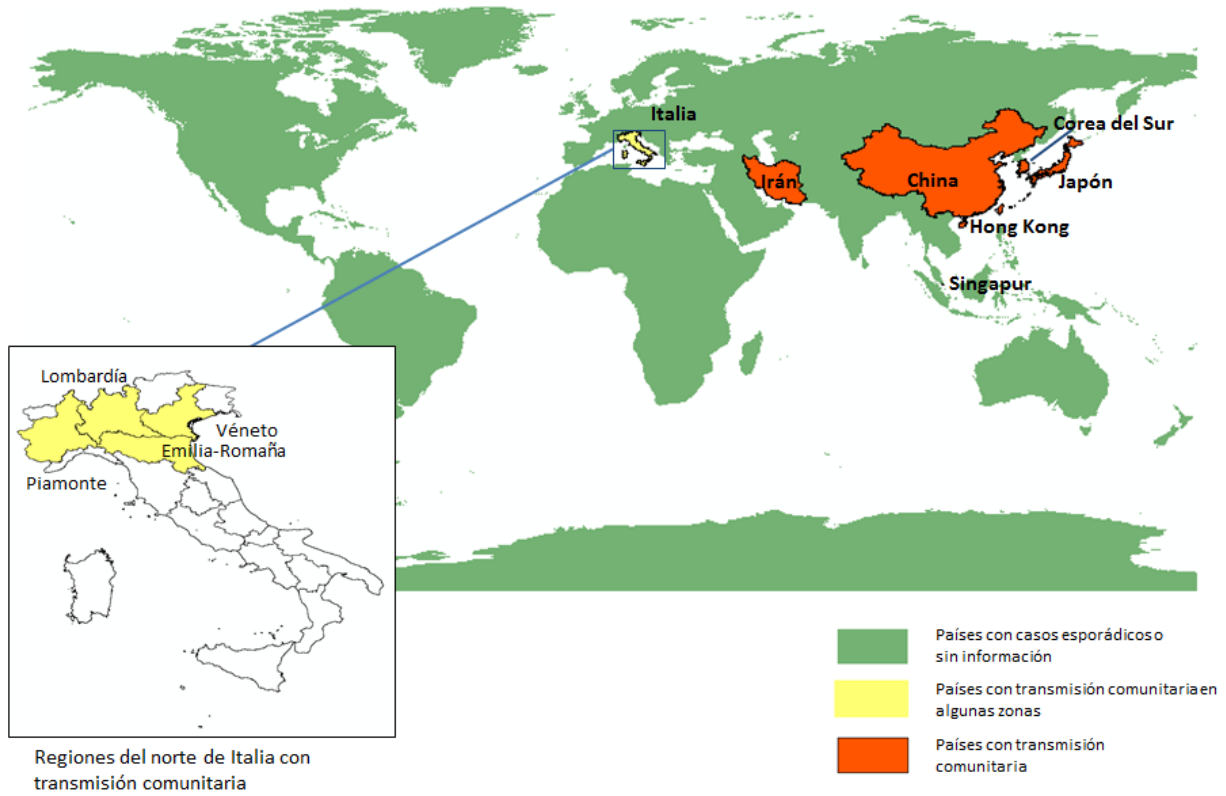 Italia
Corea del Sur
Irán
China
Japón
Hong Kong
Singapur
Lombardía
Véneto
Emilia-Romaña
Piamonte
Países con casos esporádicos o
sin información
Países con transmisión comunitaria en
algunas zonas
Países con transmisión
comunitaria
Regiones del norte de Italia con
transmisión comunitaria